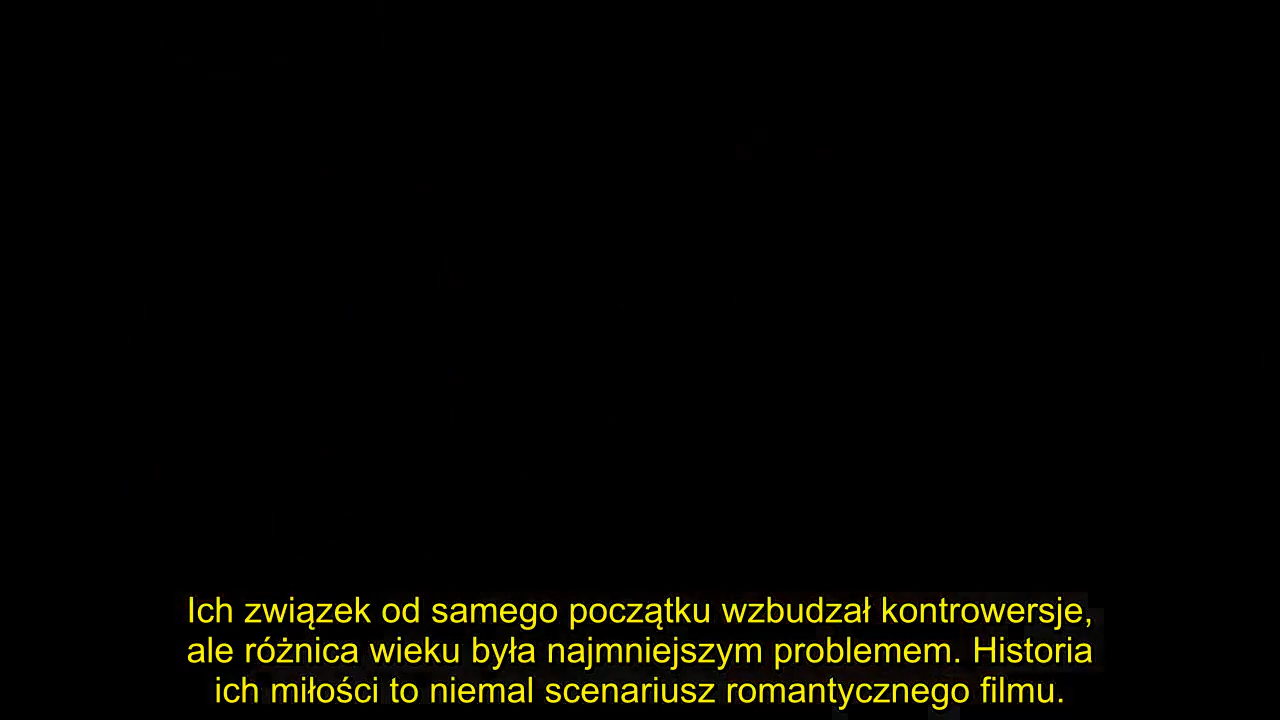 Ich związek od samego początku wzbudzał kontrowersje,
ale różnica wieku była najmniejszym problemem. Historia
ich miłości to niemal scenariusz romantycznego filmu.